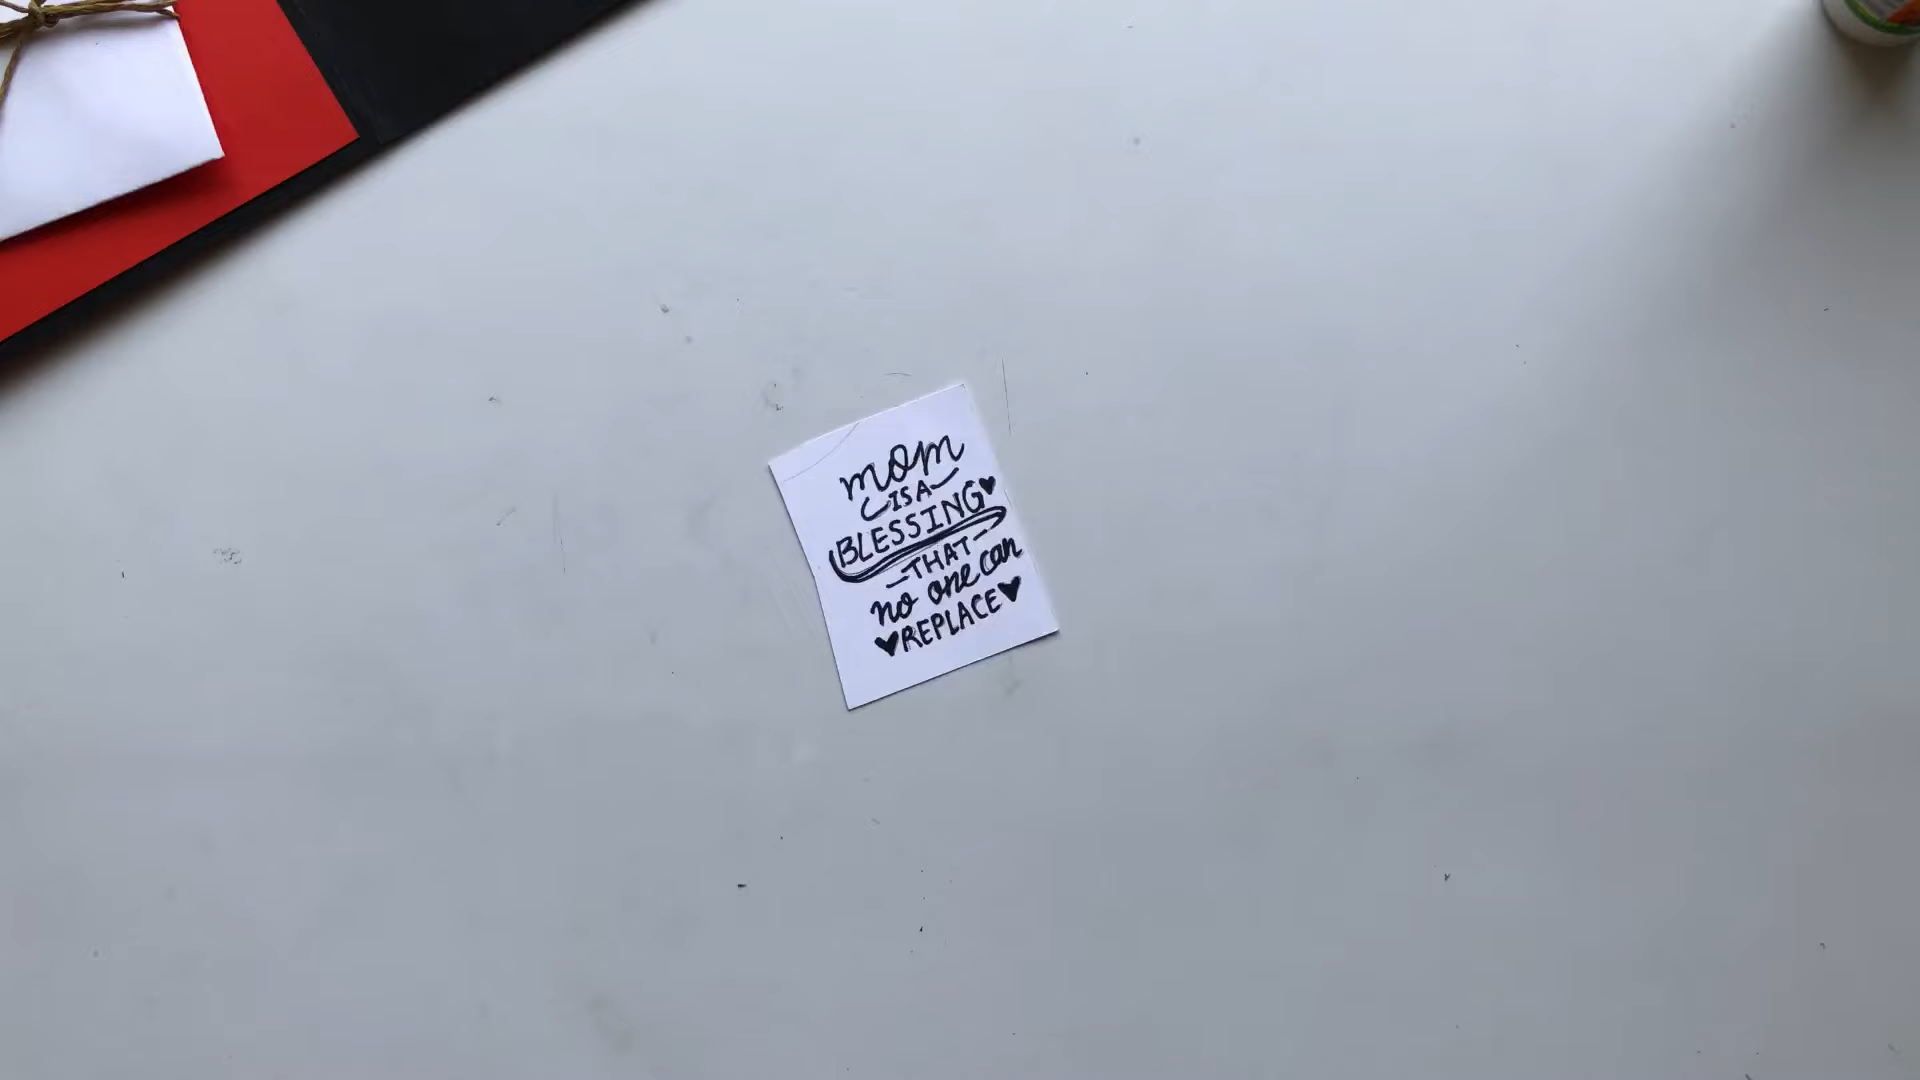 mom
IS A
BLESSING
THAT
no one can
REPLACE